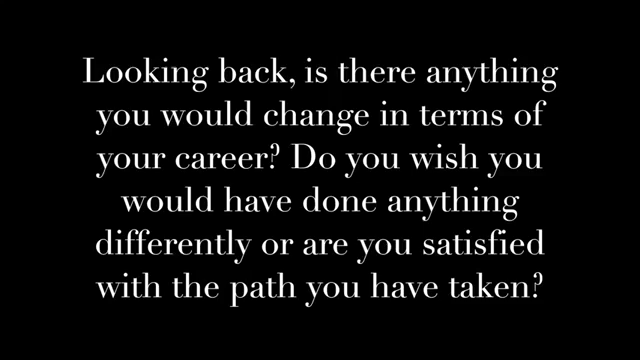 Looking back, is there anything
you would change in terms of
your career? Do you wish you
would have done anything
differently or are you satisfied
with the path you have taken?